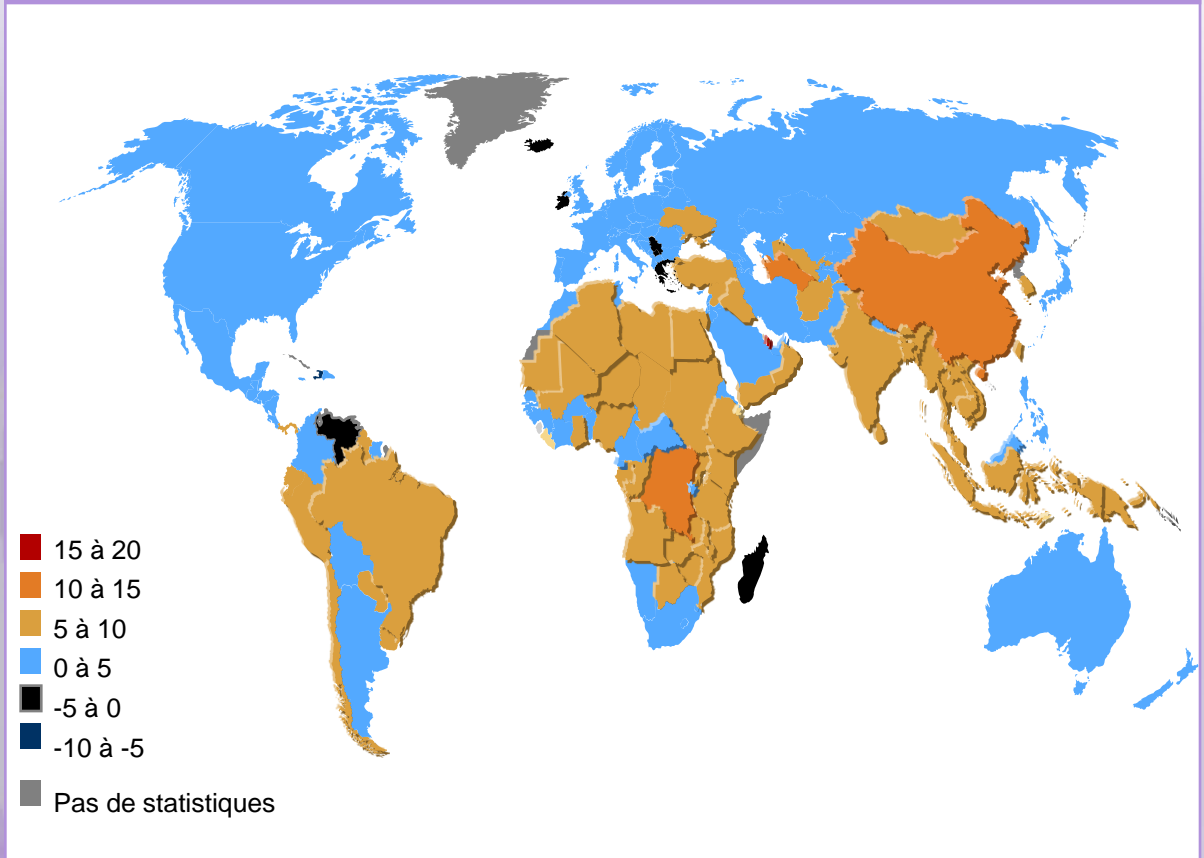 15 à 20
10 à 15
5 à 10
0 à 5
-5 à 0
-10 à -5
Pas de statistiques